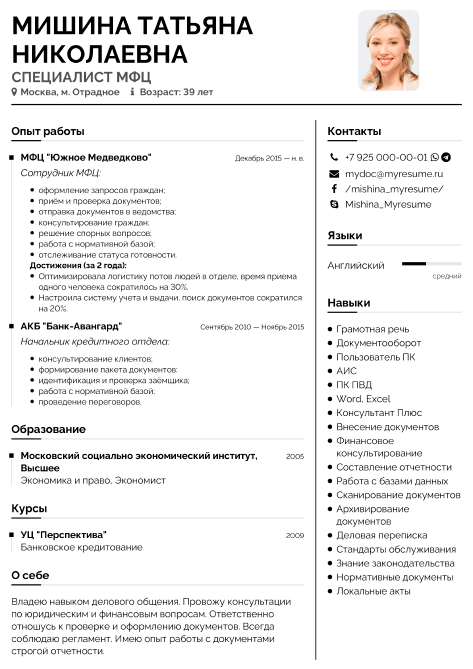 МИШИНА ТАТЬЯНА
НИКОЛАЕВНА
СПЕЦИАЛИСТ МФЦ
Москва, м. Отрадное Возраст: 39 лет
Опыт работы
МФЦ "Южное Медведково" Декабрь 2015 — н. в.
Сотрудник МФЦ:
оформление запросов граждан;
приём и проверка документов;
отправка документов в ведомства;
консультирование граждан;
решение спорных вопросов;
работа с нормативной базой;
отслеживание статуса готовности.
Достижения (за 2 года):
Оптимизировала логистику потов людей в отделе, время приема
одного человека сократилось на 30%.
Настроила систему учета и выдачи, поиск документов сократился
на 20%.
АКБ "Банк-Авангард" Сентябрь 2010 — Ноябрь 2015
Начальник кредитного отдела:
консультирование клиентов;
формирование пакета документов:
идентификация и проверка заёмщика;
работа с нормативной базой;
проведение переговоров.
Образование
Московский социально экономический институт, 2005
Высшее
Экономика и право, Экономист
Курсы
УЦ "Перспектива" 2009
Банковское кредитование
О себе
Владею навыком делового общения. Провожу консультации
по юридическим и финансовым вопросам. Ответственно
отношусь к проверке и оформлению документов. Всегда
соблюдаю регламент. Имею опыт работы с документами
строгой отчетности.
Контакты
+7 925 000-00-01
mydoc@myresume.ru
/mishina_myresume/
Mishina_Myresume
Языки
Английский
средний
Навыки
Грамотная речь
Документооборот
Пользователь ПК
АИС
ПК ПВД
Word, Excel
Консультант Плюс
Внесение документов
Финансовое
консультирование
Составление отчетности
Работа с базами данных
Сканирование документов
Архивирование
документов
Деловая переписка
Стандарты обслуживания
Знание законодательства
Нормативные документы
Локальные акты